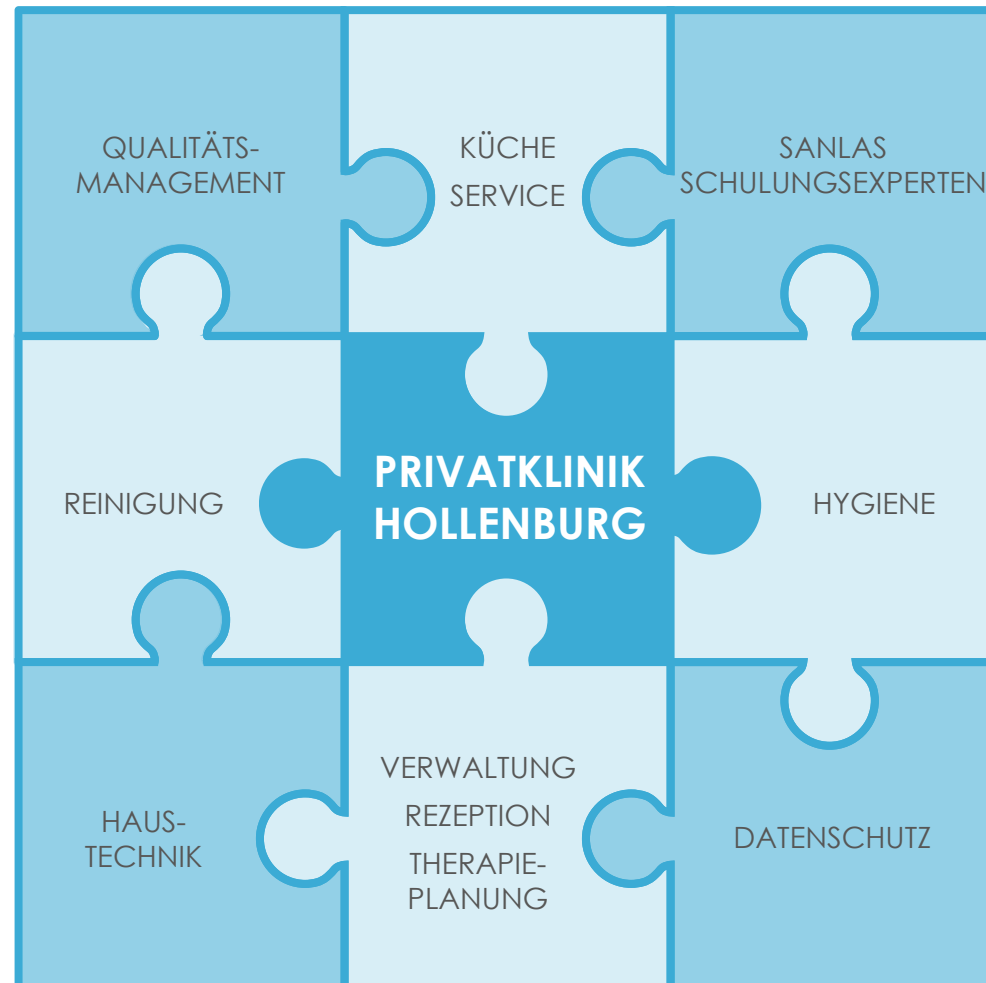 QUALITÄTS-
MANAGEMENT
KÜCHE
SERVICE
SANLAS
SCHULUNGSEXPERTEN
REINIGUNG
PRIVATKLINIK
HOLLENBURG
HYGIENE
HAUS-
TECHNIK
VERWALTUNG
REZEPTION
THERAPIE-
PLANUNG
DATENSCHUTZ